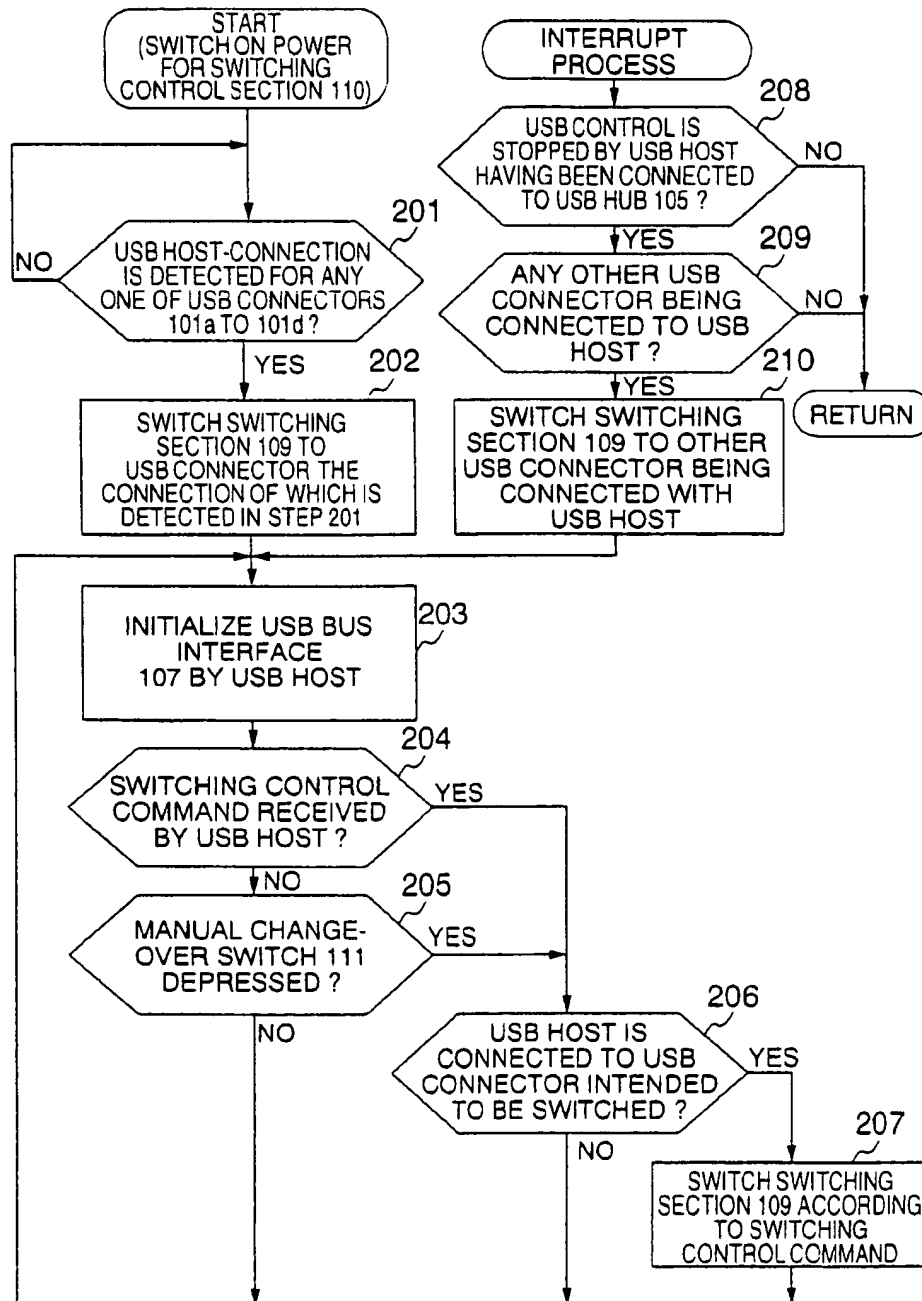 START
(SWITCH ON POWER
FOR SWITCHING
CONTROL SECTION 110)
201
USB HOST-CONNECTION
IS DETECTED FOR ANY
ONE OF USB CONNECTORS
101a TO 101d ?
NO
YES
202
SWITCH SWITCHING
SECTION 109 TO
USB CONNECTOR THE
CONNECTION OF WHICH IS
DETECTED IN STEP 201
INTERRUPT
PROCESS
208
USB CONTROL IS
STOPPED BY USB HOST
HAVING BEEN CONNECTED
TO USB HUB 105 ?
NO
YES
209
ANY OTHER USB
CONNECTOR BEING
CONNECTED TO USB
HOST ?
NO
YES
210
SWITCH SWITCHING
SECTION 109 TO OTHER
USB CONNECTOR BEING
CONNECTED WITH
USB HOST
RETURN
203
INITIALIZE USB BUS
INTERFACE
107 BY USB HOST
204
SWITCHING CONTROL
COMMAND RECEIVED
BY USB HOST ?
YES
NO
205
MANUAL CHANGE-
OVER SWITCH 111
DEPRESSED ?
YES
NO
206
USB HOST IS
CONNECTED TO USB
CONNECTOR INTENDED
TO BE SWITCHED ?
YES
NO
207
SWITCH SWITCHING
SECTION 109 ACCORDING
TO SWITCHING
CONTROL COMMAND